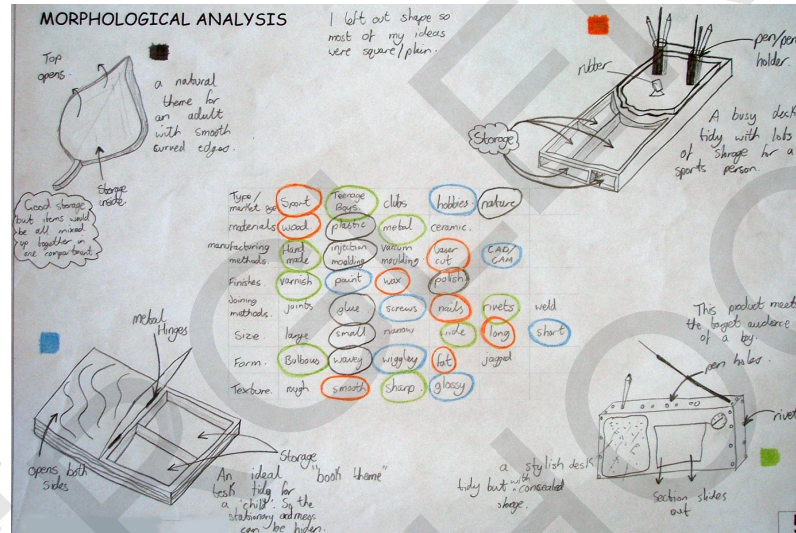 MORPHOLOGICAL ANALYSIS
I left out shape so
most of my ideas
were square/plain.
Top
opens.
a natural
theme for
an adult
with smooth
curved edges.
Storage
inside.
Good storage
but items would
be all mixed
up together in
one compartment.
rubber
pen/pen
holder.
Storage
A busy desk
tidy with lots
of storage for a
sports person.
Type/ market Sport Teenage Boys. clubs hobbies nature
materials wood plastic metal ceramic.
manufacturing methods. Hand made injection moulding vacuum moulding. laser cut CAD/CAM
Finishes varnish paint wax polish
Joining methods. joints glue screws nails rivets weld
Size. large small narrow wide long short
Form. Bulbous wavey wiggley fat jagged
Texture. rough smooth sharp glossy
metal
Hinges
opens both
sides
Storage
An ideal "book theme"
desk tidy for
a 'child'. So the
stationary
can be hiden.
This product meets
the target audience
of a boy.
pen holes.
rivet
a stylish desk
tidy but with concealed
storage.
Section slides
out